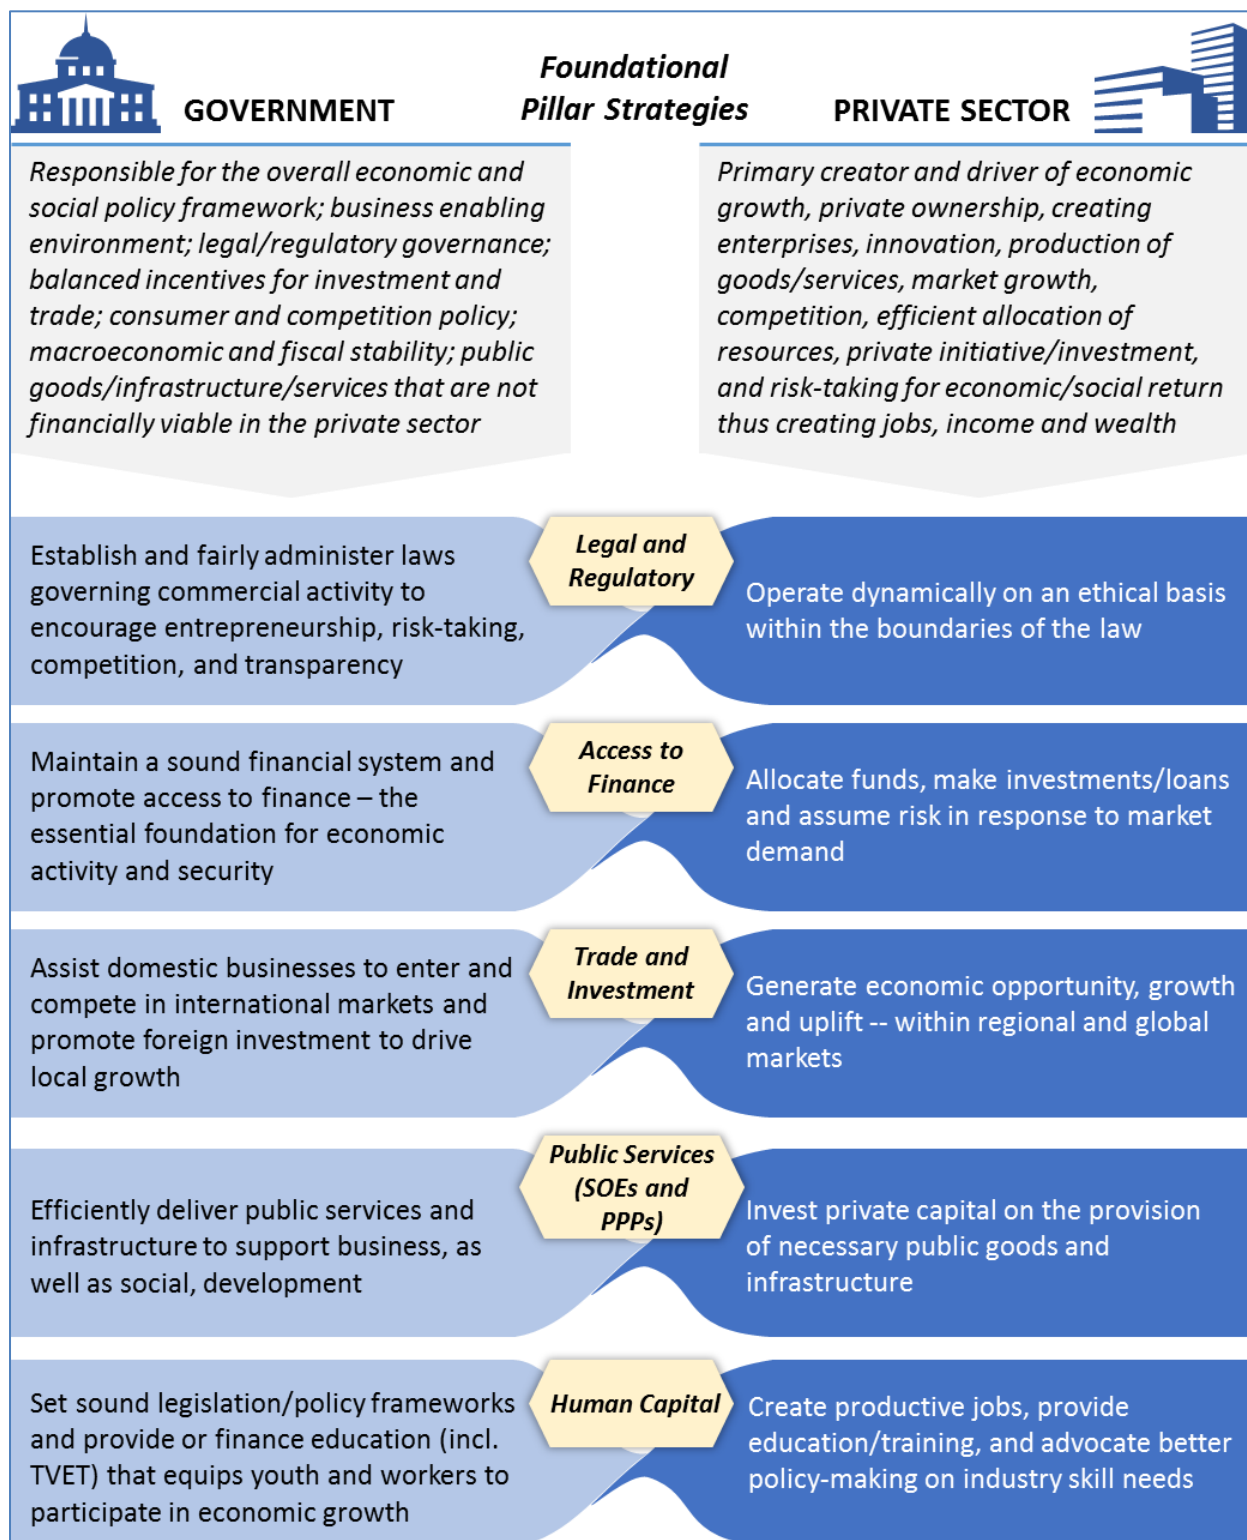 GOVERNMENT
Foundational
Pillar Strategies
PRIVATE SECTOR
Responsible for the overall economic and
social policy framework; business enabling
environment; legal/regulatory governance;
balanced incentives for investment and
trade; consumer and competition policy;
macroeconomic and fiscal stability; public
goods/infrastructure/services that are not
financially viable in the private sector
Primary creator and driver of economic
growth, private ownership, creating
enterprises, innovation, production of
goods/services, market growth,
competition, efficient allocation of
resources, private initiative/investment,
and risk-taking for economic/social return
thus creating jobs, income and wealth
Establish and fairly administer laws
governing commercial activity to
encourage entrepreneurship, risk-taking,
competition, and transparency
Legal and
Regulatory
Operate dynamically on an ethical basis
within the boundaries of the law
Maintain a sound financial system and
promote access to finance – the
essential foundation for economic
activity and security
Access to
Finance
Allocate funds, make investments/loans
and assume risk in response to market
demand
Assist domestic businesses to enter and
compete in international markets and
promote foreign investment to drive
local growth
Trade and
Investment
Generate economic opportunity, growth
and uplift -- within regional and global
markets
Efficiently deliver public services and
infrastructure to support business, as
well as social, development
Public Services
(SOEs and
PPPs)
Invest private capital on the provision
of necessary public goods and
infrastructure
Set sound legislation/policy frameworks
and provide or finance education (incl.
TVET) that equips youth and workers to
participate in economic growth
Human Capital
Create productive jobs, provide
education/training, and advocate better
policy-making on industry skill needs